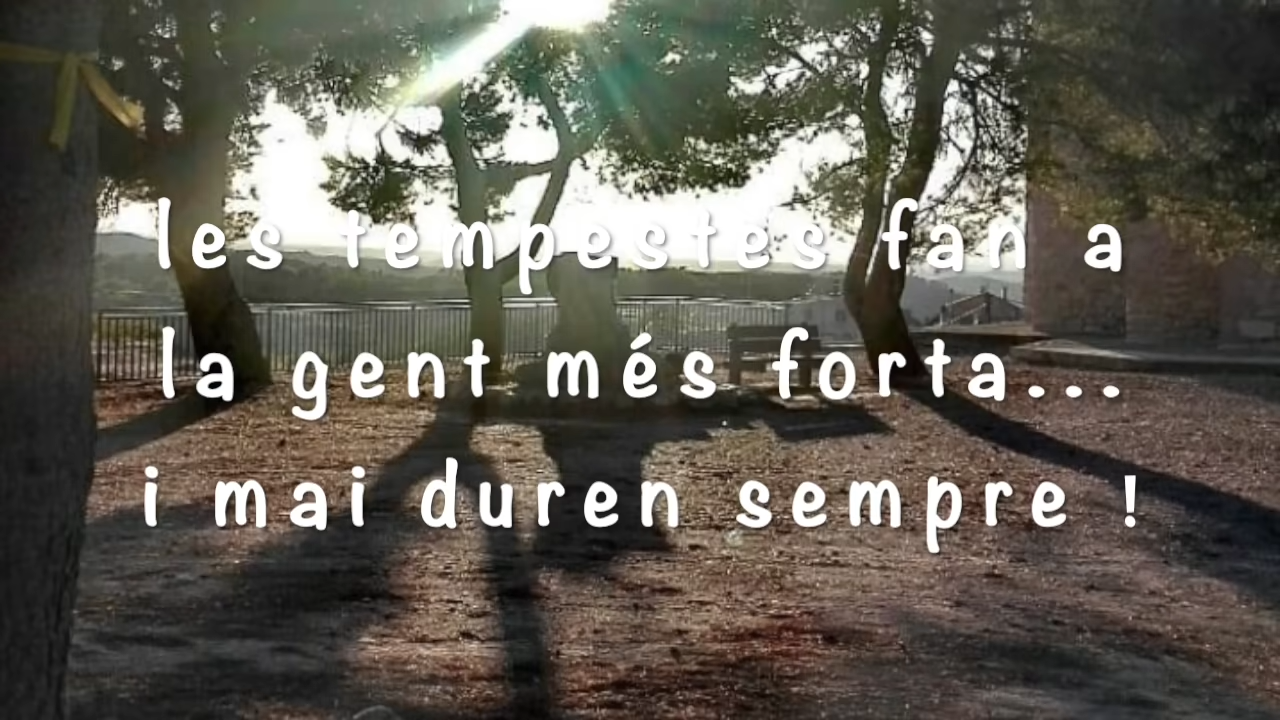 les tempestes fan a
la gent més forta...
i mai duren sempre !